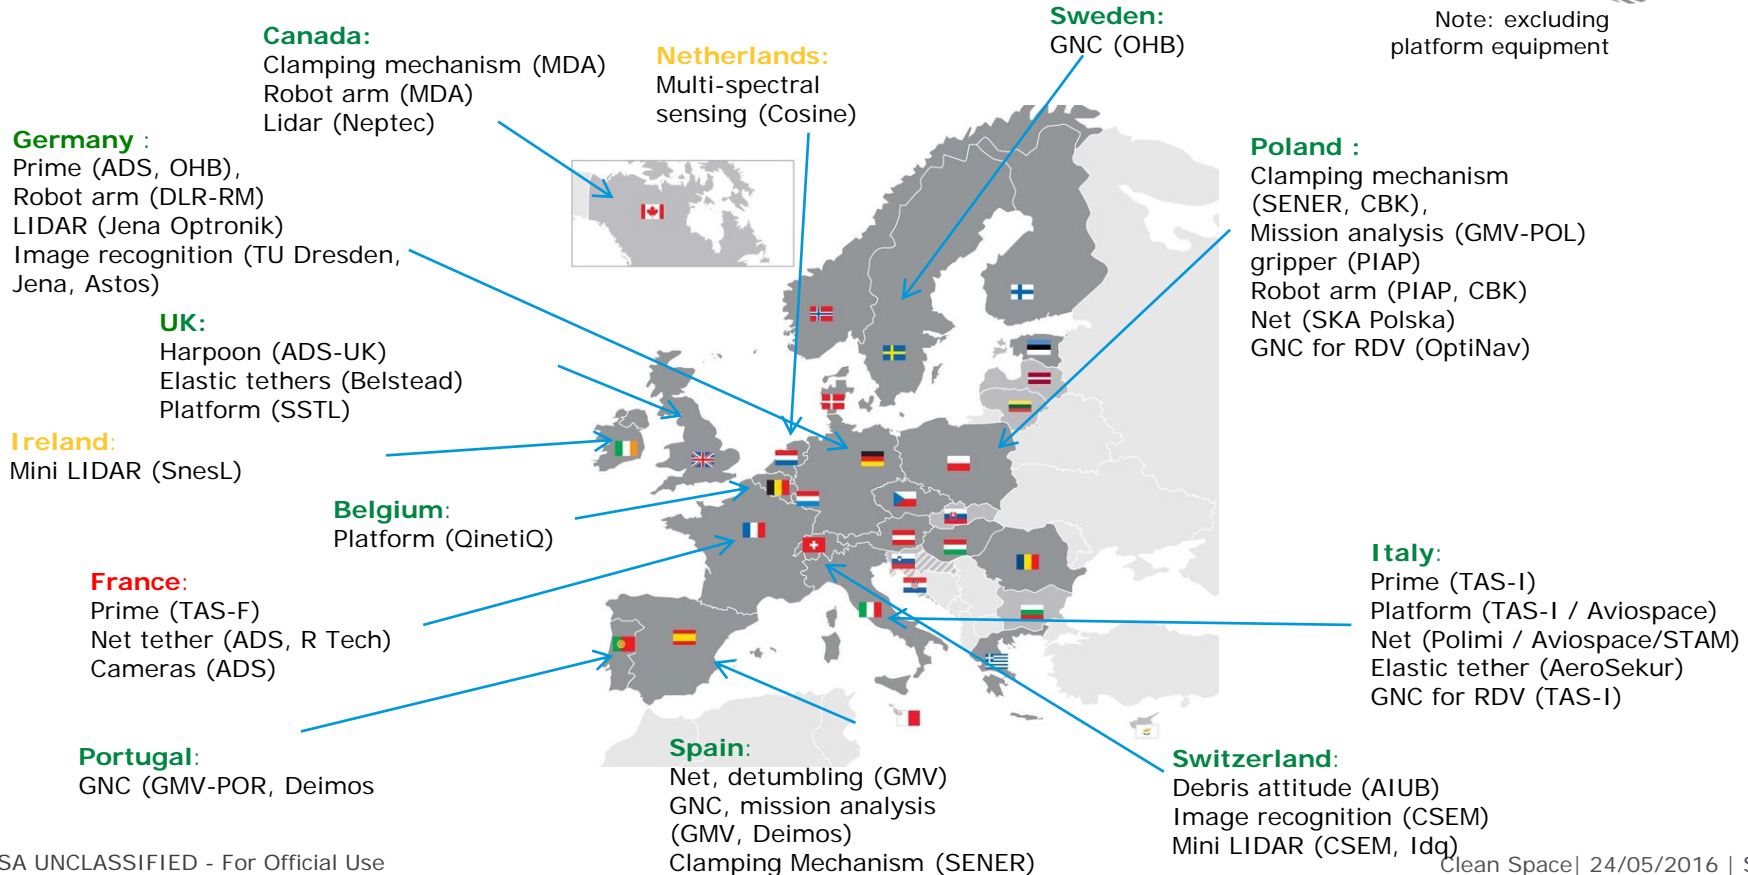 Sweden:
GNC (OHB)
Note: excluding
platform equipment
Canada:
Clamping mechanism (MDA)
Robot arm (MDA)
Lidar (Neptec)
Netherlands:
Multi-spectral
sensing (Cosine)
Germany :
Prime (ADS, OHB),
Robot arm (DLR-RM)
LIDAR (Jena Optronik)
Image recognition (TU Dresden,
Jena, Astos)
Poland :
Clamping mechanism
(SENER, CBK),
Mission analysis (GMV-POL)
gripper (PIAP)
Robot arm (PIAP, CBK)
Net (SKA Polska)
GNC for RDV (OptiNav)
UK:
Harpoon (ADS-UK)
Elastic tethers (Belstead)
Platform (SSTL)
Ireland:
Mini LIDAR (SnesL)
Belgium:
Platform (QinetiQ)
France:
Prime (TAS-F)
Net tether (ADS, R Tech)
Cameras (ADS)
Italy:
Prime (TAS-I)
Platform (TAS-I / Aviospace)
Net (Polimi / Aviospace/STAM)
Elastic tether (AeroSekur)
GNC for RDV (TAS-I)
Portugal:
GNC (GMV-POR, Deimos
Spain:
Net, detumbling (GMV)
GNC, mission analysis
(GMV, Deimos)
Clamping Mechanism (SENER)
Switzerland:
Debris attitude (AIUB)
Image recognition (CSEM)
Mini LIDAR (CSEM, Idq)
SA UNCLASSIFIED - For Official Use
Clean Space| 24/05/2016 | S